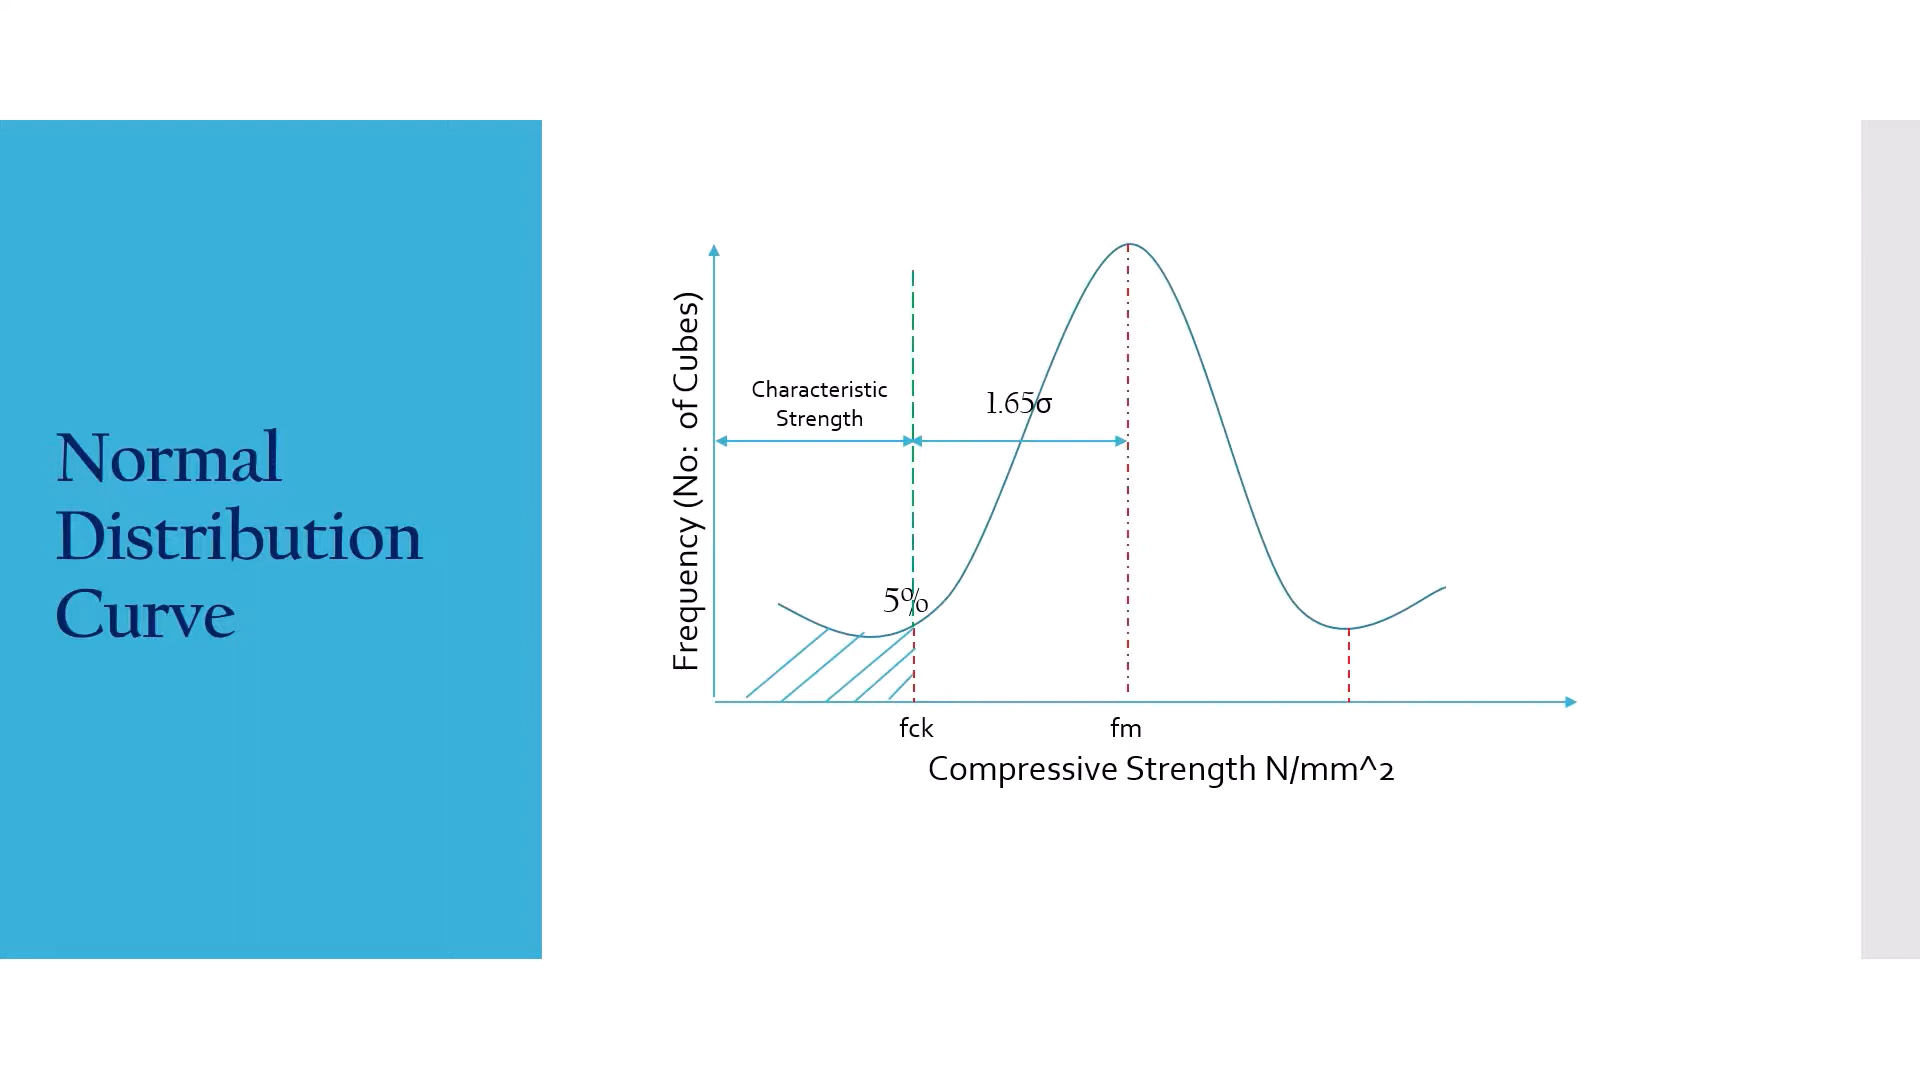 Normal
Distribution
Curve
Frequency (No:  of Cubes)
Characteristic
Strength
1.65σ
5%
fck
fm
Compressive Strength N/mm^2